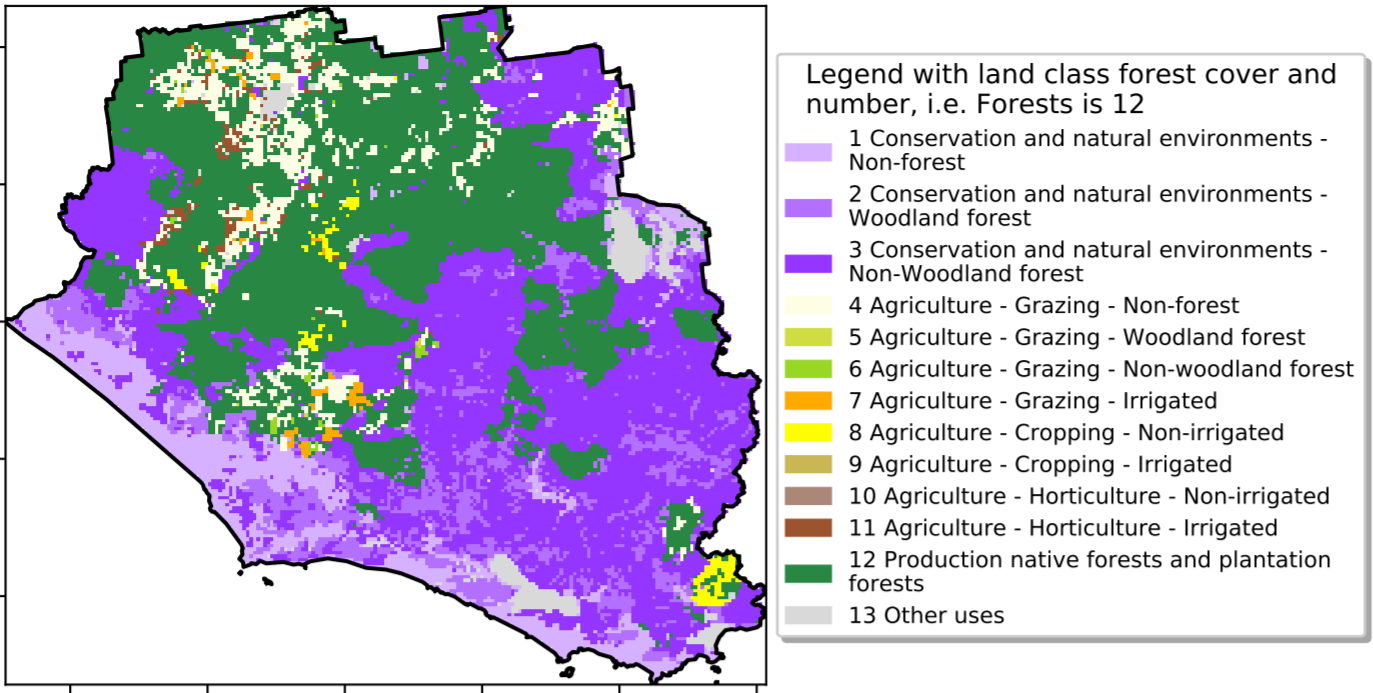 Legend with land class forest cover and
number, i.e. Forests is 12
1 Conservation and natural environments -
Non-forest
2 Conservation and natural environments -
Woodland forest
3 Conservation and natural environments -
Non-Woodland forest
4 Agriculture - Grazing - Non-forest
5 Agriculture - Grazing - Woodland forest
6 Agriculture - Grazing - Non-woodland forest
7 Agriculture - Grazing - Irrigated
8 Agriculture - Cropping - Non-irrigated
9 Agriculture - Cropping - Irrigated
10 Agriculture - Horticulture - Non-irrigated
11 Agriculture - Horticulture - Irrigated
12 Production native forests and plantation
forests
13 Other uses